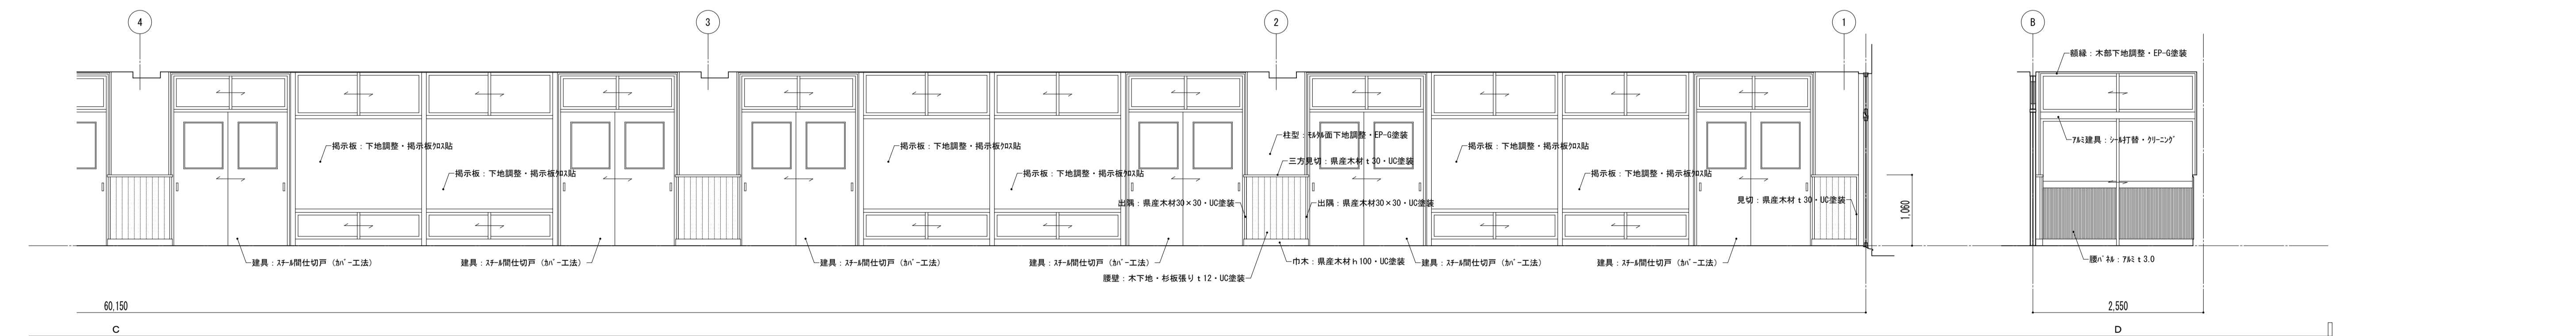 4
3
2
1
B
額縁：木部下地調整・EP-G塗装
柱型：ﾓﾙﾀﾙ面下地調整・EP-G塗装
ｱﾙﾐ建具：ｼｰﾙ打替・ｸﾘｰﾆﾝｸﾞ
掲示板：下地調整・掲示板ｸﾛｽ貼
掲示板：下地調整・掲示板ｸﾛｽ貼
掲示板：下地調整・掲示板ｸﾛｽ貼
三方見切：県産木材ｔ30・UC塗装
掲示板：下地調整・掲示板ｸﾛｽ貼
掲示板：下地調整・掲示板ｸﾛｽ貼
掲示板：下地調整・掲示板ｸﾛｽ貼
出隅：県産木材30×30・UC塗装
出隅：県産木材30×30・UC塗装
見切：県産木材ｔ30・UC塗装
1,060
建具：ｽﾁｰﾙ間仕切戸（ｶﾊﾞｰ工法）
建具：ｽﾁｰﾙ間仕切戸（ｶﾊﾞｰ工法）
建具：ｽﾁｰﾙ間仕切戸（ｶﾊﾞｰ工法）
建具：ｽﾁｰﾙ間仕切戸（ｶﾊﾞｰ工法）
巾木：県産木材ｈ100・UC塗装
建具：ｽﾁｰﾙ間仕切戸（ｶﾊﾞｰ工法）
建具：ｽﾁｰﾙ間仕切戸（ｶﾊﾞｰ工法）
腰ﾊﾟﾈﾙ：ｱﾙﾐｔ3.0
腰壁：木下地・杉板張りｔ12・UC塗装
60,150
2,550
C
D